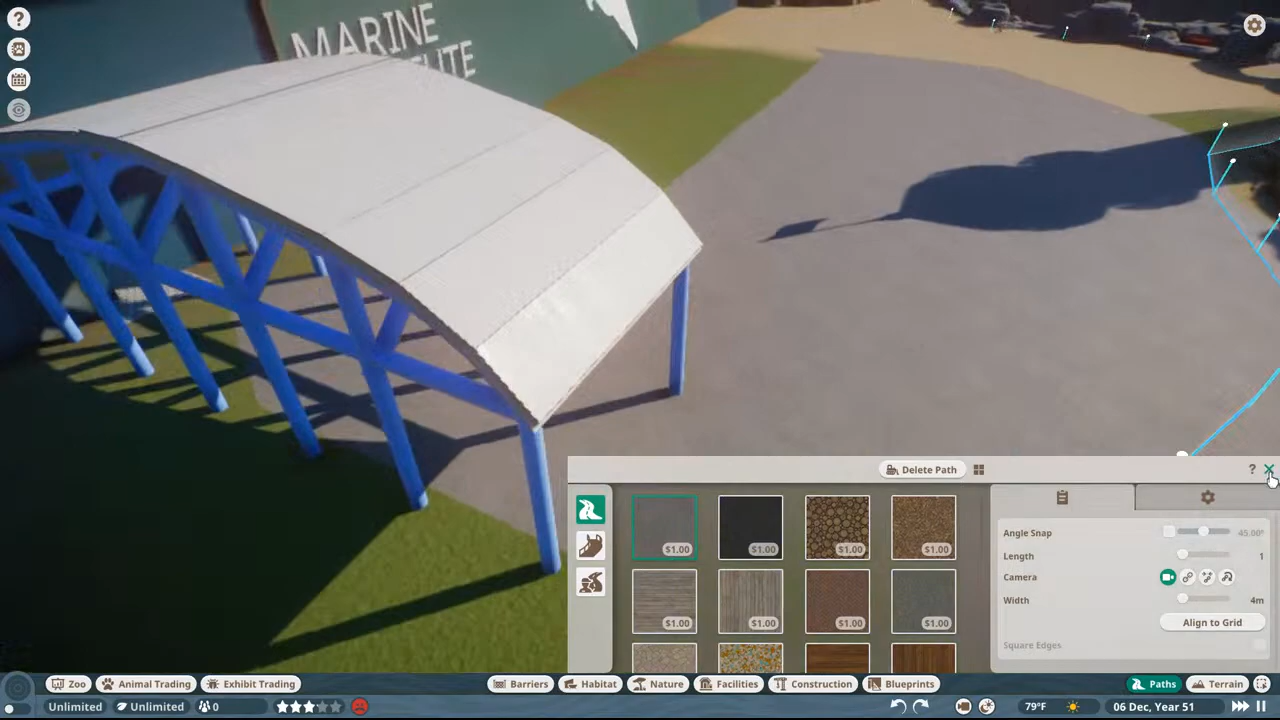 MARINE
Delete Path
?
$1.00 $1.00 $1.00 $1.00
$1.00 $1.00 $1.00 $1.00
Angle Snap 45.00°
Length 1
Camera
Width 4m
Align to Grid
Square Edges
Zoo Animal Trading Exhibit Trading Barriers Habitat Nature Facilities Construction Blueprints Paths Terrain
Unlimited Unlimited 0 79°F 06 Dec, Year 51